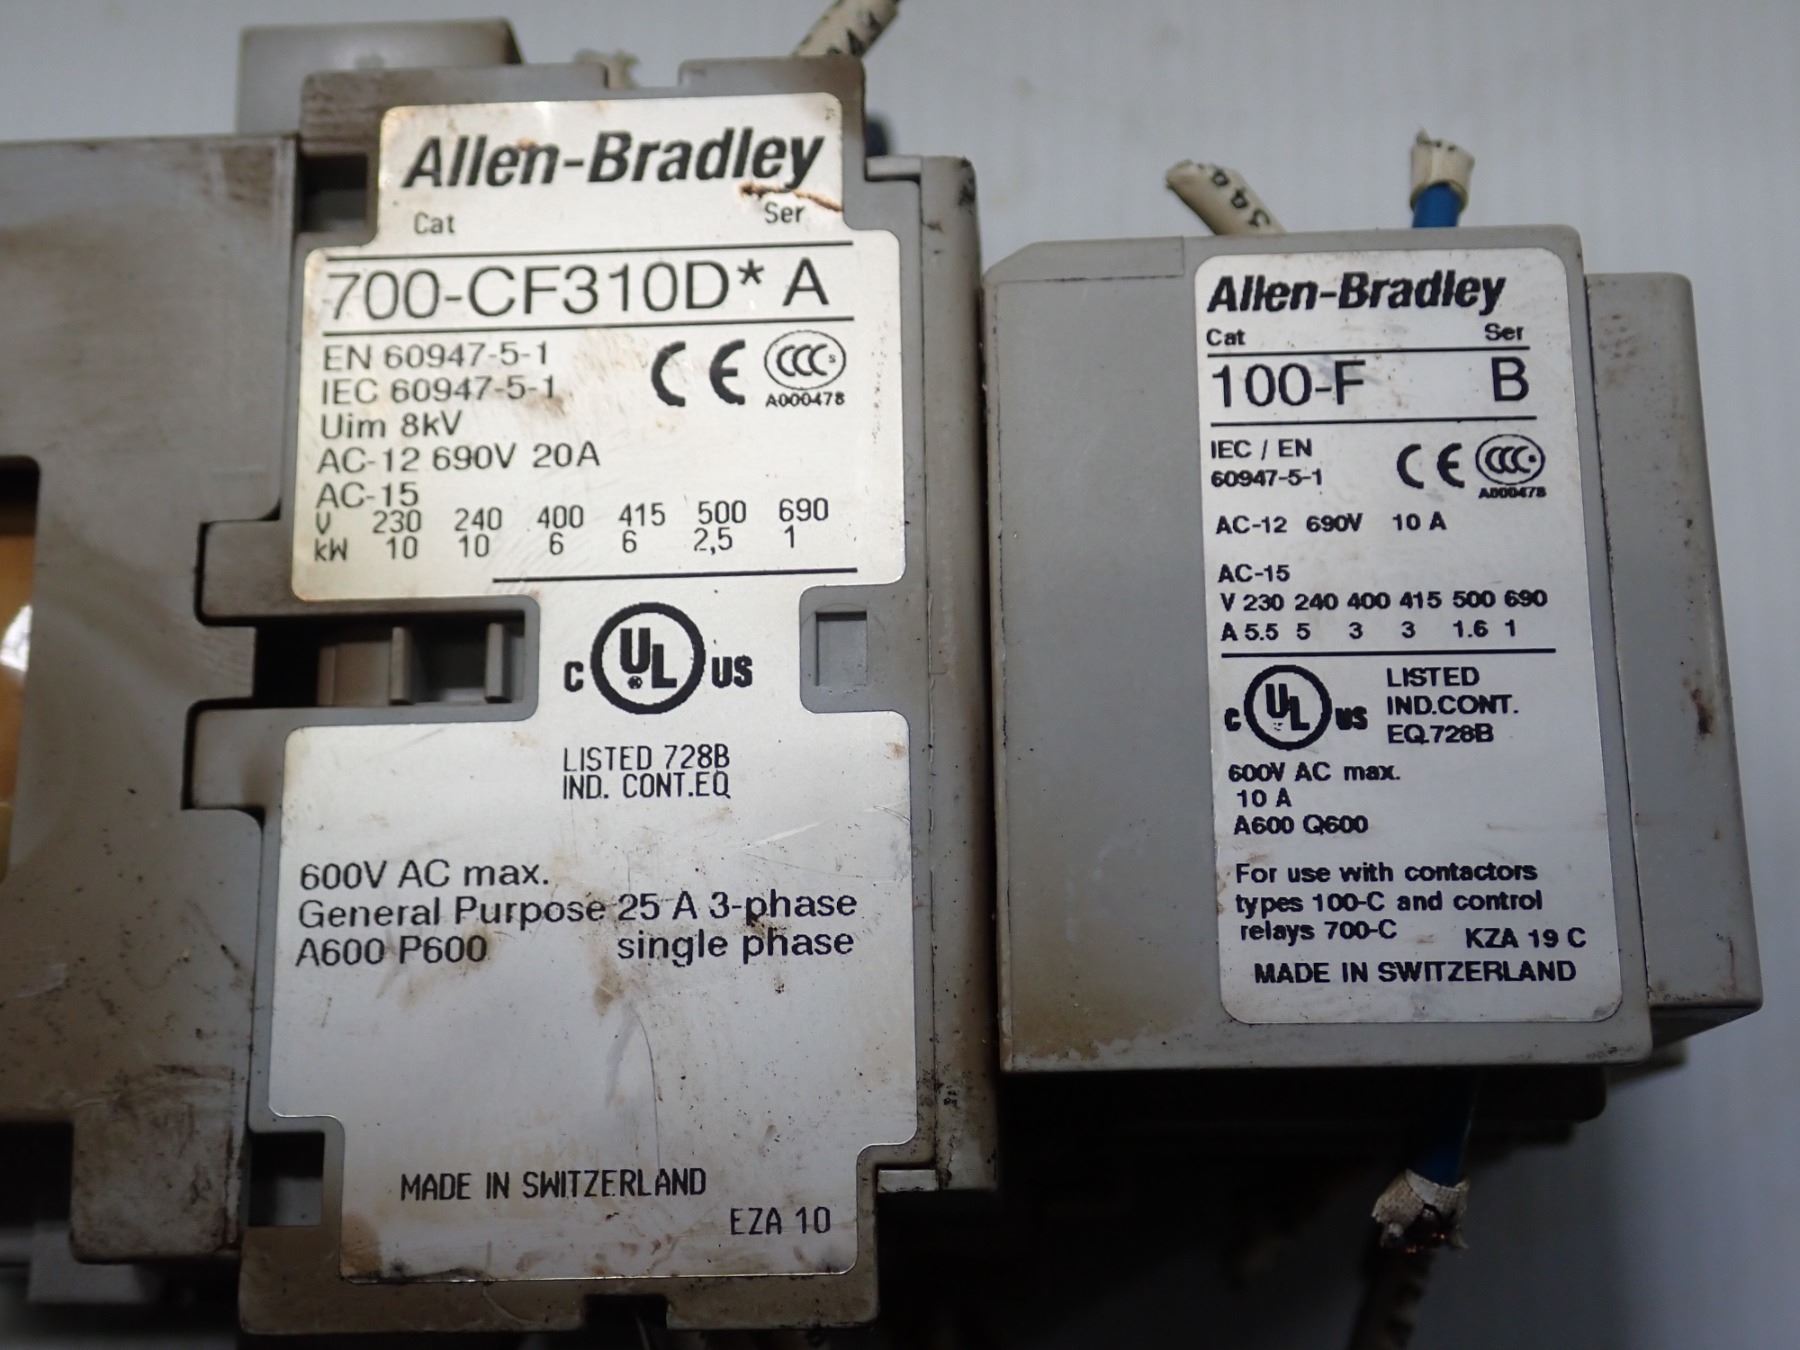 Allen-Bradley
Cat Ser
700-CF310D* A
EN 60947-5-1
IEC 60947-5-1
CE CCC S
A000478
Uim 8kV
AC-12 690V 20A
AC-15
V 230 240 400 415 500 690
kW 10 10 6 6 2,5 1
C UL US
LISTED 728B
IND. CONT.EQ
600V AC max.
General Purpose 25 A 3-phase
A600 P600 single phase
MADE IN SWITZERLAND
EZA 10
Allen-Bradley
Cat Ser
100-F B
IEC / EN
60947-5-1
CE CCC
A000478
AC-12 690V 10 A
AC-15
V 230 240 400 415 500 690
A 5.5 5 3 3 1.6 1
C UL US
LISTED
IND.CONT.
EQ.728B
600V AC max.
10 A
A600 Q600
For use with contactors
types 100-C and control
relays 700-C KZA 19 C
MADE IN SWITZERLAND